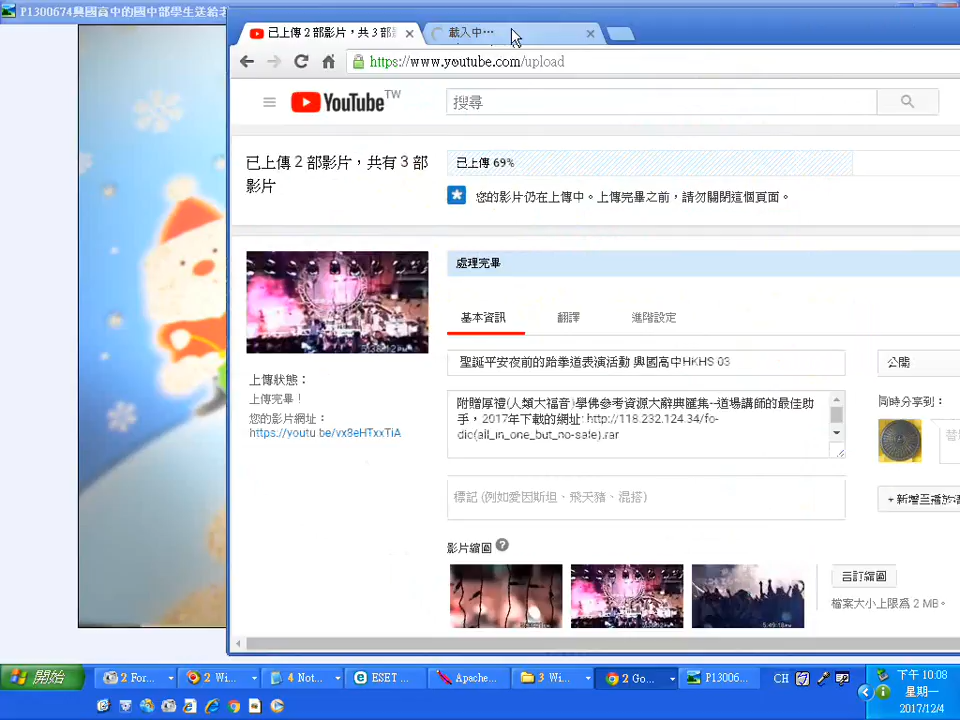 P1300674興國高中的國中部學生送給老
已上傳 2 部影片，共 3 部影
載入中…
https://www.youtube.com/upload
YouTube TW
搜尋
已上傳 2 部影片，共有 3 部
影片
已上傳 69%
您的影片仍在上傳中。上傳完畢之前，請勿關閉這個頁面。
處理完畢
基本資訊
翻譯
進階設定
聖誕平安夜前的跆拳道表演活動 興國高中HKHS 03
公開
上傳狀態：
上傳完畢！
您的影片網址：
https://youtu.be/vx8eHTxxTiA
附贈厚禮(人類大福音)學佛參考資源大辭典匯集--道場講師的最佳助
手，2017年下載的網址: http://118.232.124.34/fo-
dic(all_in_one_but_no-safe).rar
同時分享到：
標記 (例如愛因斯坦、飛天豬、混搭)
+ 新增至播放清
影片縮圖
自訂縮圖
檔案大小上限為 2 MB。
開始
2 For...
2 Wi...
4 Not...
ESET ...
Apache...
3 Wi...
2 Go...
P13006...
CH
下午 10:08
星期一
2017/12/4